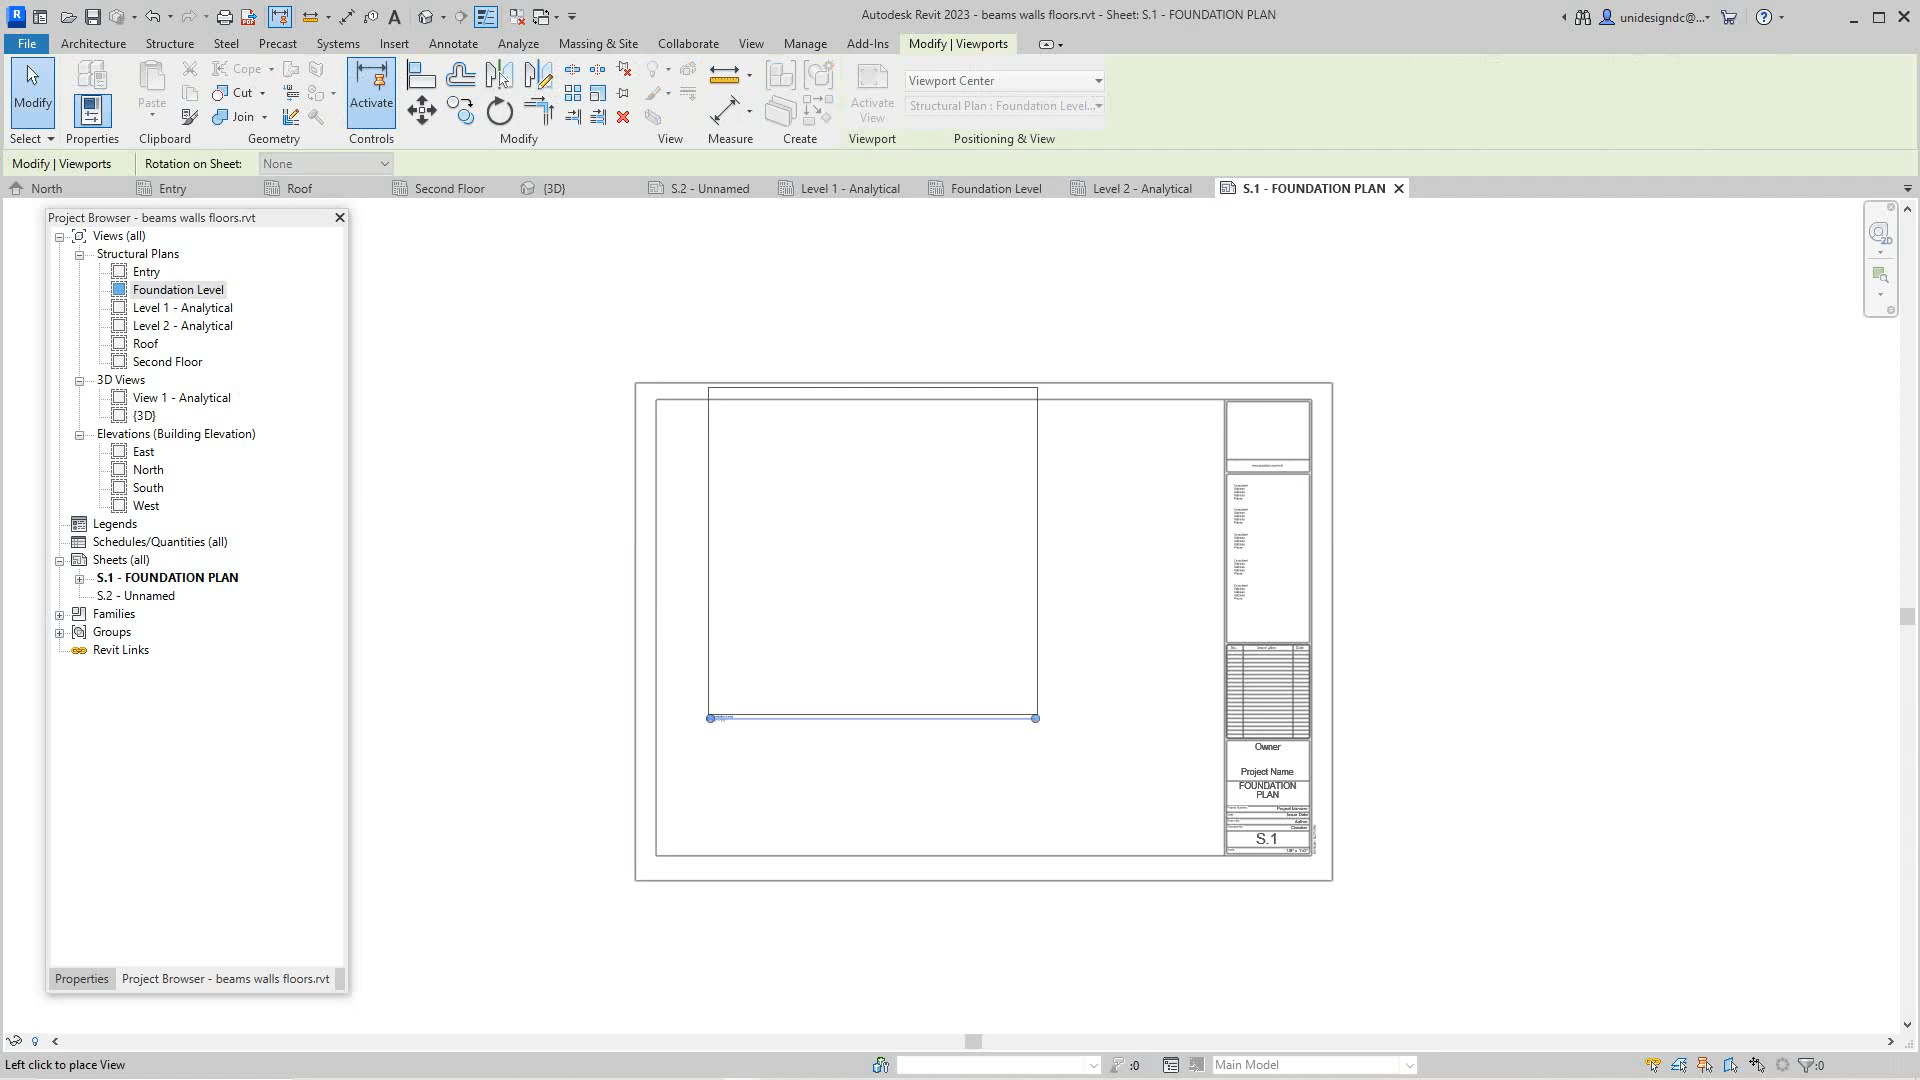 Autodesk Revit 2023 - beams walls floors.rvt - Sheet: S.1 - FOUNDATION PLAN
unidesigndc@...
File Architecture Structure Steel Precast Systems Insert Annotate Analyze Massing & Site Collaborate View Manage Add-Ins Modify | Viewports
Modify
Paste
Cope
Cut
Join
Activate
Activate
View
Viewport Center
Structural Plan : Foundation Level...
Select Properties Clipboard Geometry Controls Modify View Measure Create Viewport Positioning & View
Modify | Viewports Rotation on Sheet: None
North Entry Roof Second Floor {3D} S.2 - Unnamed Level 1 - Analytical Foundation Level Level 2 - Analytical S.1 - FOUNDATION PLAN
Project Browser - beams walls floors.rvt
Views (all)
Structural Plans
Entry
Foundation Level
Level 1 - Analytical
Level 2 - Analytical
Roof
Second Floor
3D Views
View 1 - Analytical
{3D}
Elevations (Building Elevation)
East
North
South
West
Legends
Schedules/Quantities (all)
Sheets (all)
S.1 - FOUNDATION PLAN
S.2 - Unnamed
Families
Groups
Revit Links
Properties Project Browser - beams walls floors.rvt
Owner
Project Name
FOUNDATION
PLAN
Project Number
Issue Date
Author
Checker
S.1
2D
Left click to place View
:0
Main Model
:0